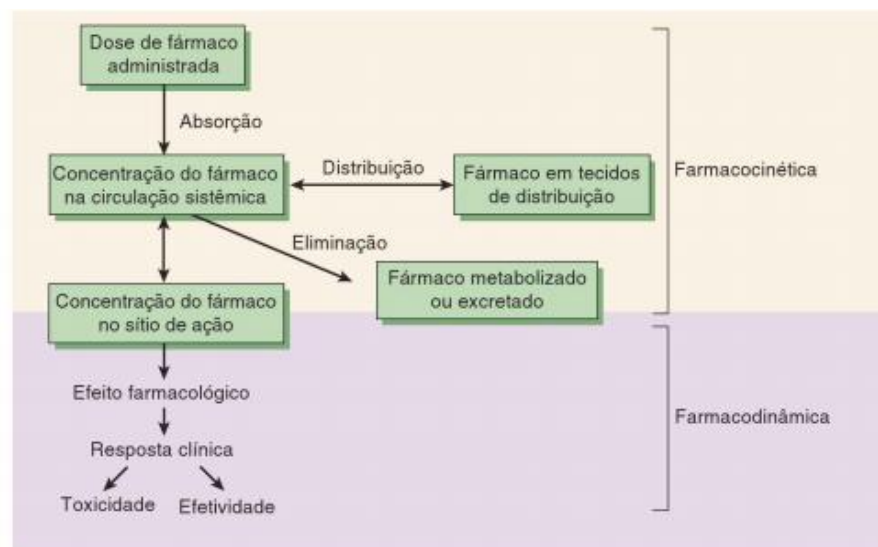 Dose de fármaco
administrada
Absorção
Concentração do fármaco
na circulação sistêmica
Distribuição
Fármaco em tecidos
de distribuição
Farmacocinética
Eliminação
Fármaco metabolizado
ou excretado
Concentração do fármaco
no sítio de ação
Efeito farmacológico
Farmacodinâmica
Resposta clínica
Toxicidade
Efetividade